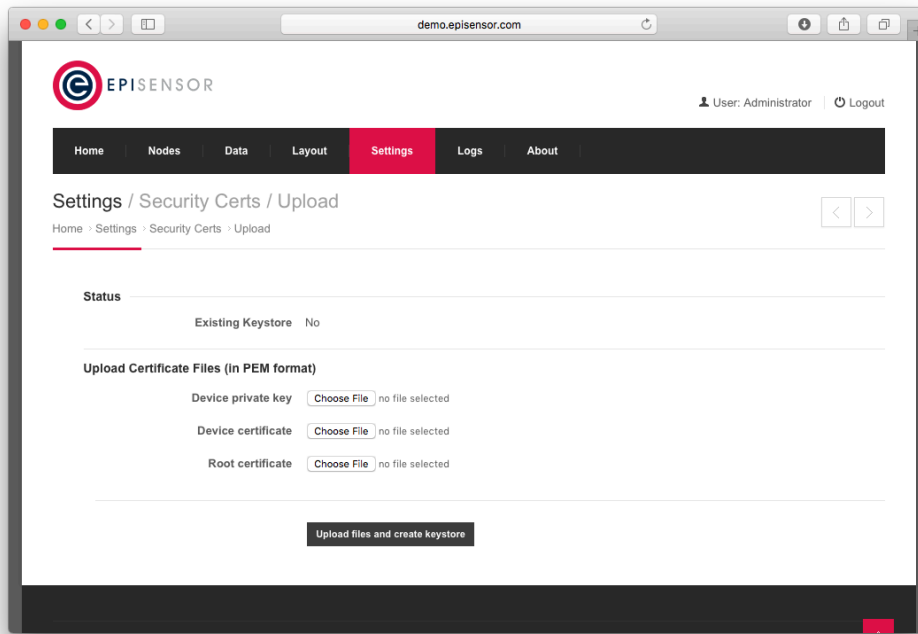 demo.episensor.com
e EPISENSOR
User: Administrator Logout
Home Nodes Data Layout Settings Logs About
Settings / Security Certs / Upload
Home > Settings > Security Certs > Upload
Status
Existing Keystore No
Upload Certificate Files (in PEM format)
Device private key Choose File no file selected
Device certificate Choose File no file selected
Root certificate Choose File no file selected
Upload files and create keystore